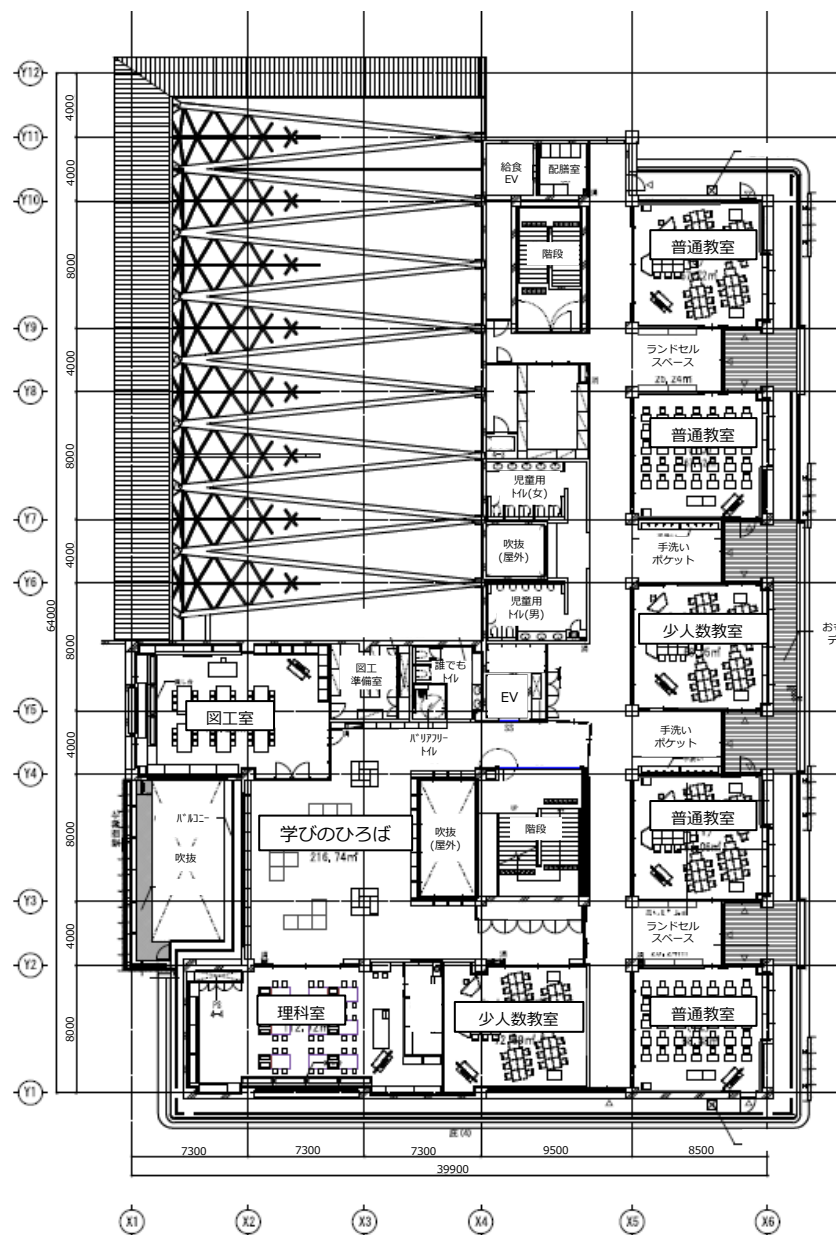 Y12
4000
Y11
給食
EV
配膳室
4000
Y10
普通教室
階段
8000
Y9
ランドセル
スペース
4000
25,24㎡
Y8
普通教室
8000
児童用
トイレ(女)
Y7
吹抜
(屋外)
手洗い
ポケット
4000
Y6
64000
児童用
トイレ(男)
少人数教室
8000
図工
準備室
誰でも
トイレ
EV
図工室
Y5
手洗い
ポケット
バリアフリー
トイレ
4000
Y4
バルコニー
吹抜
学びのひろば
216,74㎡
吹抜
(屋外)
階段
普通教室
8000
Y3
ランドセル
スペース
4000
Y2
理科室
少人数教室
普通教室
8000
Y1
7300
7300
7300
9500
8500
39900
X1
X2
X3
X4
X5
X6